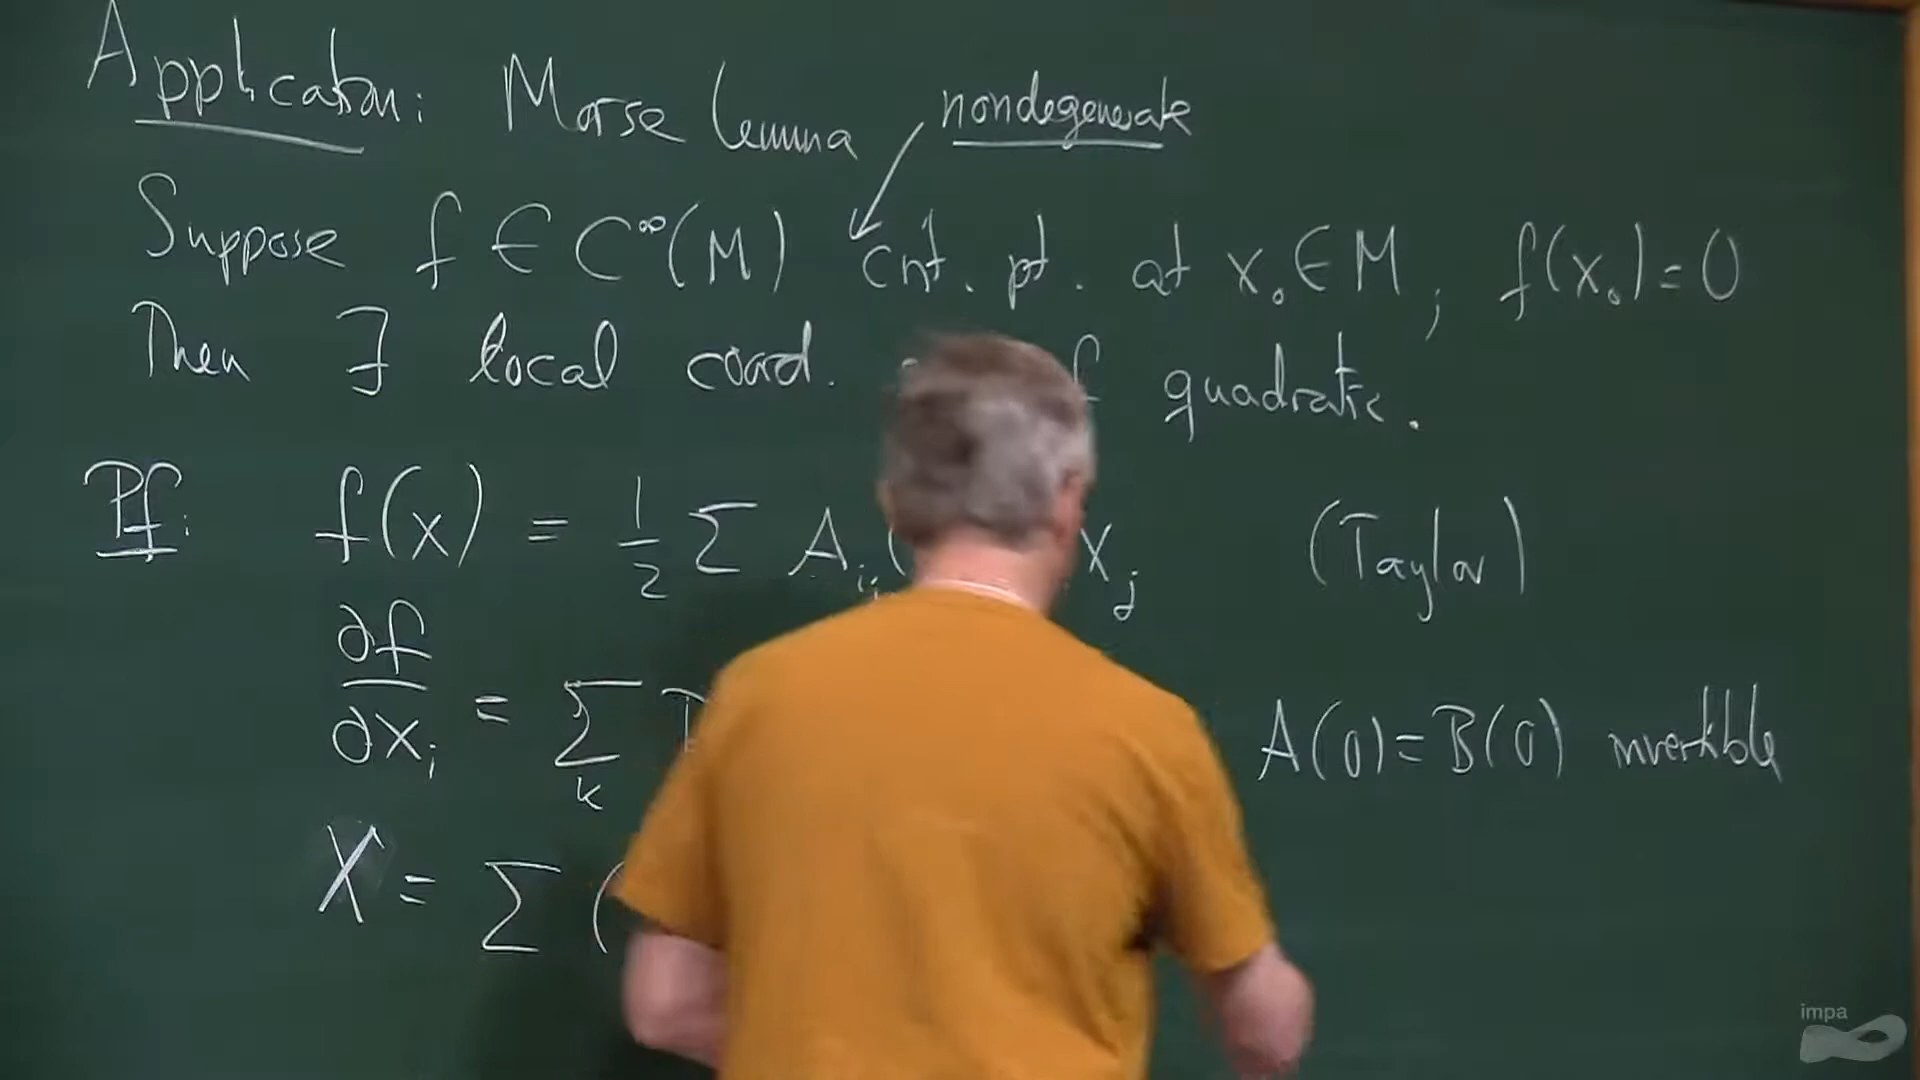 Application: Morse lemma nondegenerate
Suppose f ∈ C^∞(M) crit. pt. at x₀ ∈ M, f(x₀) = 0
Then ∃ local coord. f quadratic.
Pf: f(x) = 1/2 Σ A_ij( x_j (Taylor)
∂f/∂x_i = Σ_k A(0) = B(0) invertible
X = Σ (
impa